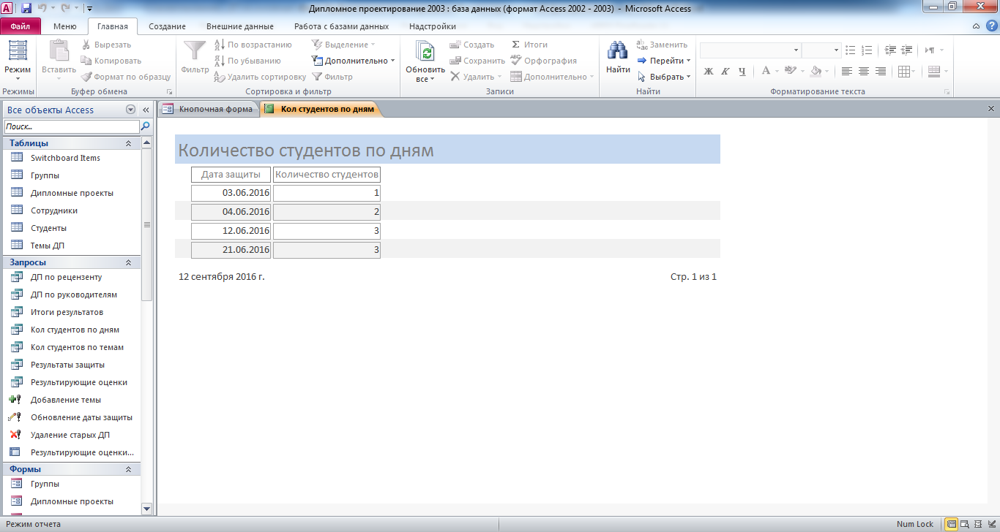 Дипломное проектирование 2003 : база данных (формат Access 2002 - 2003) - Microsoft Access
Файл Меню Главная Создание Внешние данные Работа с базами данных Надстройки
Режим
Режимы
Вставить
Вырезать
Копировать
Формат по образцу
Буфер обмена
Фильтр
По возрастанию
По убыванию
Удалить сортировку
Выделение
Дополнительно
Фильтр
Сортировка и фильтр
Обновить
все
Создать
Сохранить
Удалить
Итоги
Орфография
Дополнительно
Записи
Найти
Заменить
Перейти
Выбрать
Найти
Ж К Ч А
Форматирование текста
Все объекты Access
Поиск...
Таблицы
Switchboard Items
Группы
Дипломные проекты
Сотрудники
Студенты
Темы ДП
Запросы
ДП по рецензенту
ДП по руководителям
Итоги результатов
Кол студентов по дням
Кол студентов по темам
Результаты защиты
Результирующие оценки
Добавление темы
Обновление даты защиты
Удаление старых ДП
Результирующие оценки...
Формы
Группы
Дипломные проекты
Кнопочная форма Кол студентов по дням
Количество студентов по дням
Дата защиты Количество студентов
03.06.2016 1
04.06.2016 2
12.06.2016 3
21.06.2016 3
12 сентября 2016 г. Стр. 1 из 1
Режим отчета Num Lock